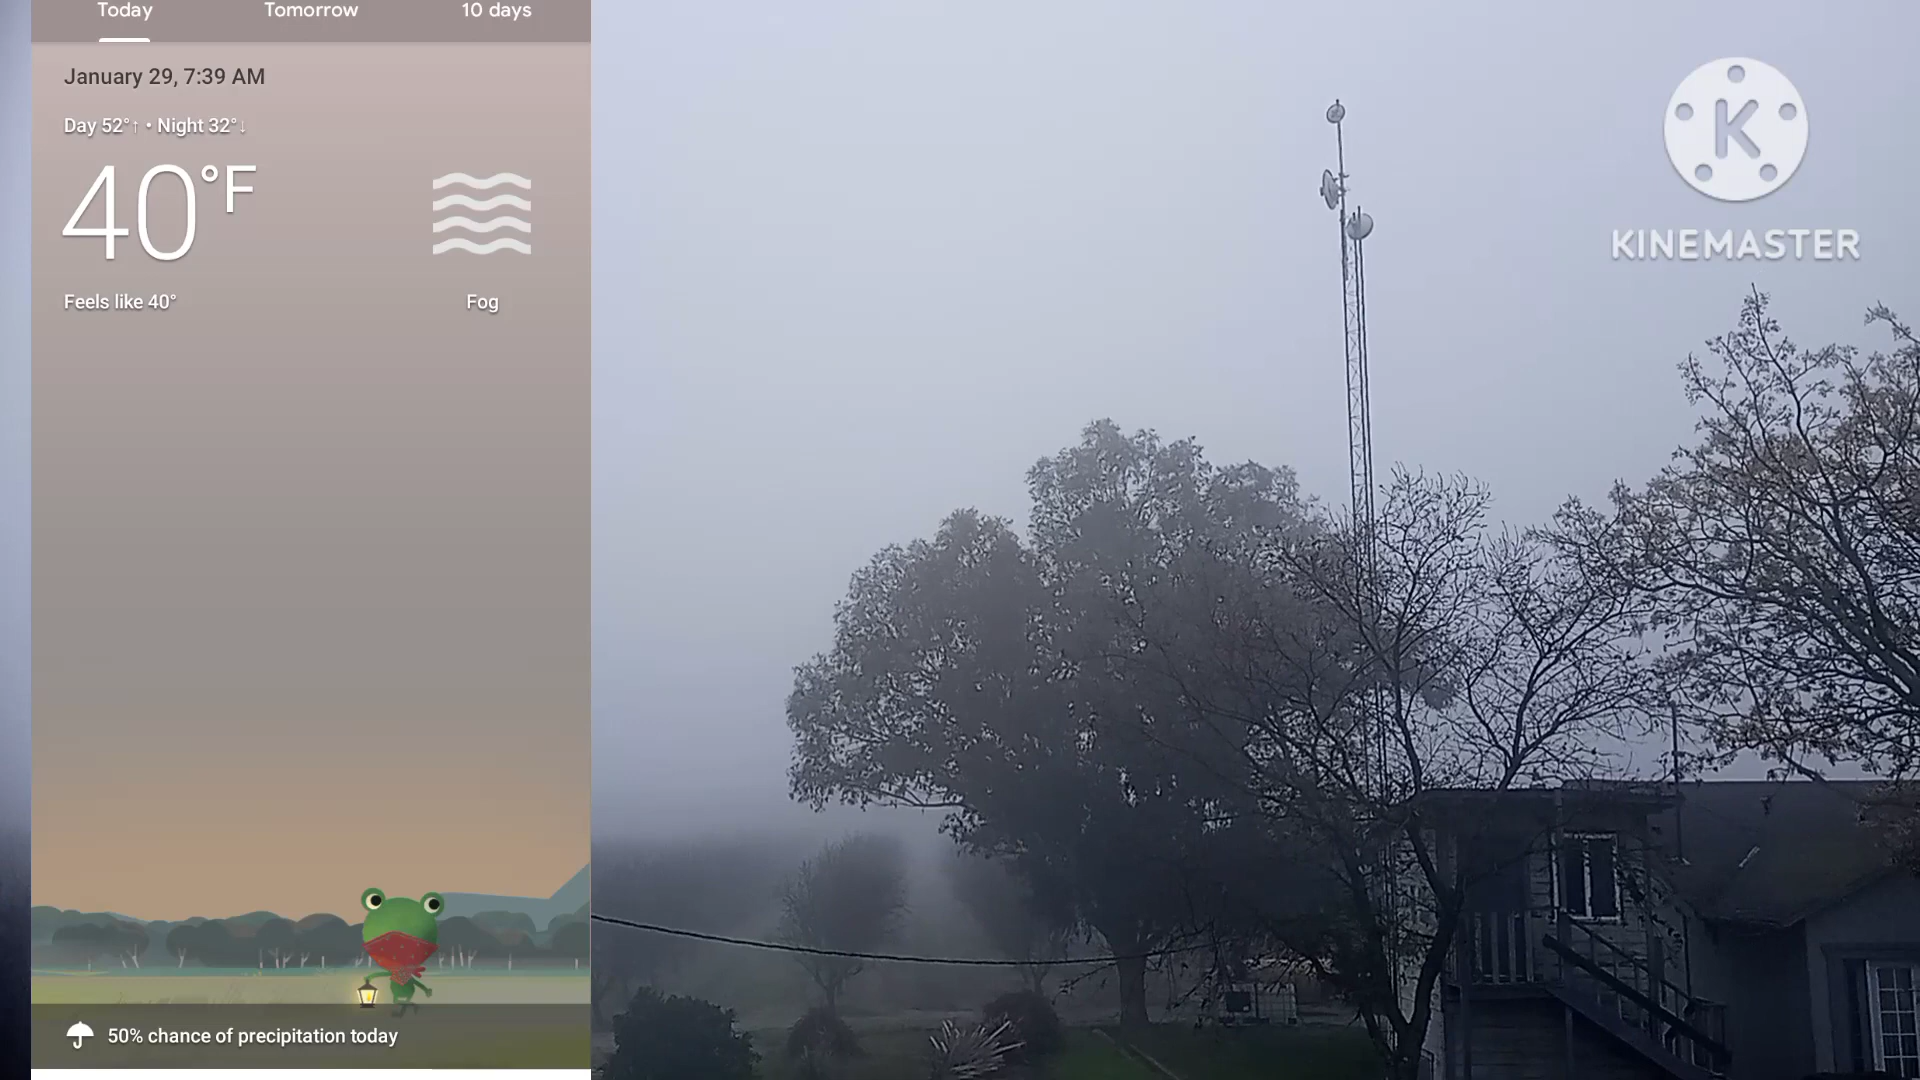 Today Tomorrow 10 days
January 29, 7:39 AM
Day 52°↑ • Night 32°↓
40°F
Feels like 40°
Fog
50% chance of precipitation today
K
KINEMASTER